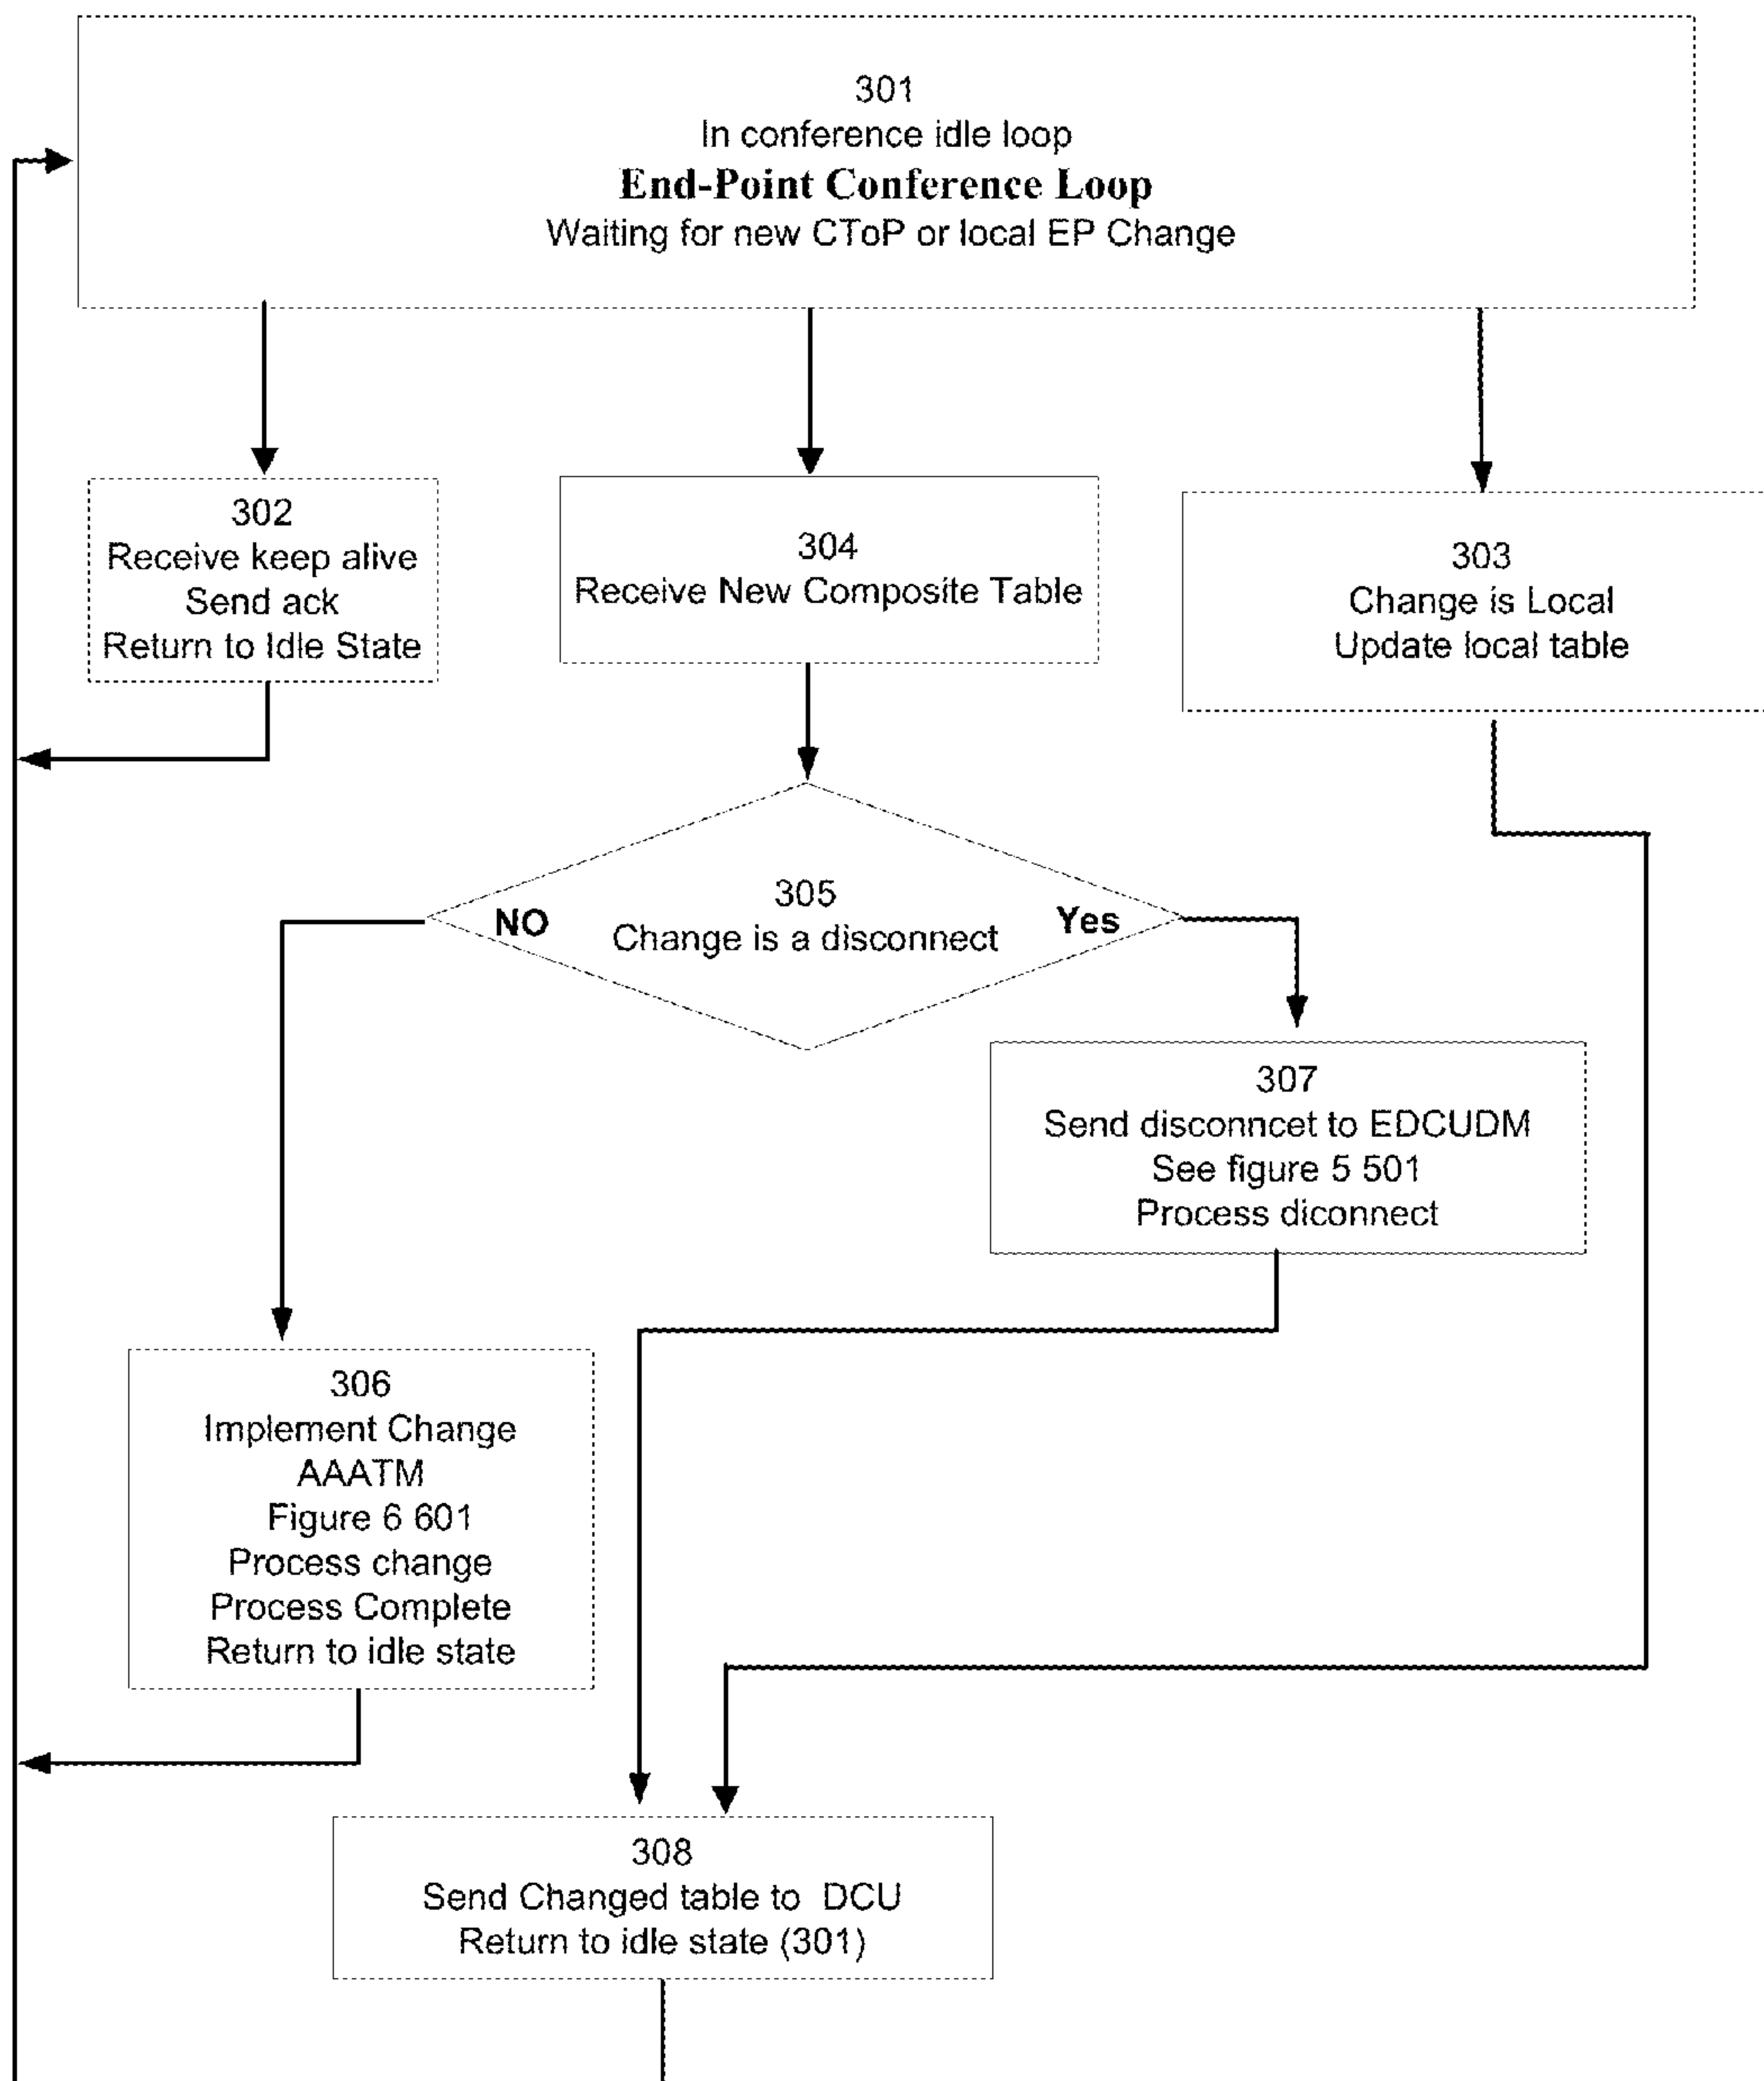 301
In conference idle loop
End-Point Conference Loop
Waiting for new CToP or local EP Change
302
Receive keep alive
Send ack
Return to Idle State
304
Receive New Composite Table
303
Change is Local
Update local table
305
NO
Change is a disconnect
Yes
307
Send disconncet to EDCUDM
See figure 5 501
Process diconnect
306
Implement Change
AAATM
Figure 6 601
Process change
Process Complete
Return to idle state
308
Send Changed table to DCU
Return to idle state (301)